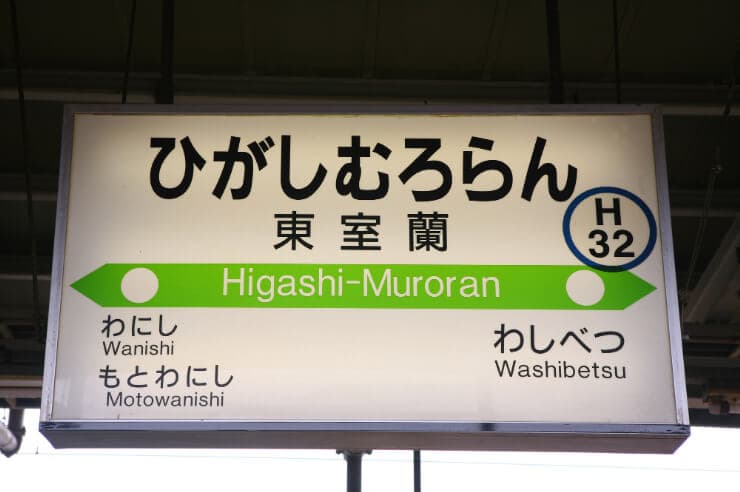 ひがしむろらん
東室蘭
H
32
Higashi-Muroran
わにし
Wanishi
もとわにし
Motowanishi
わしべつ
Washibetsu